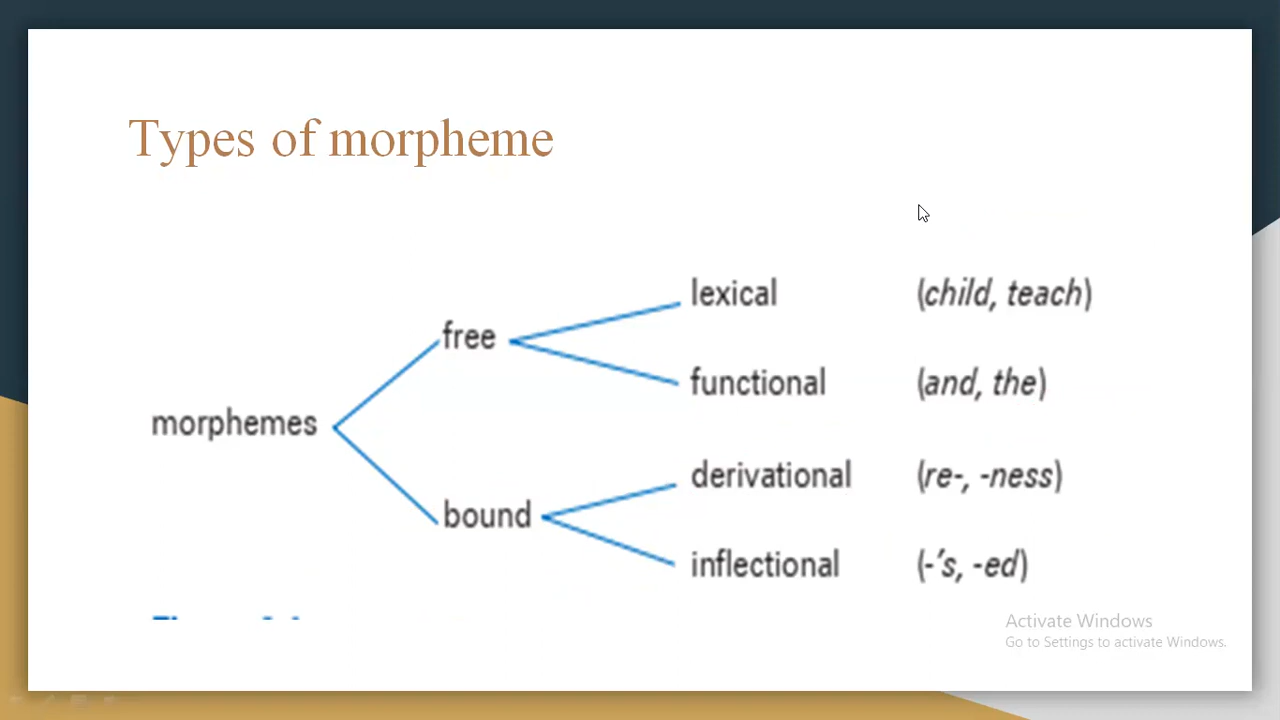 Types of morpheme
lexical (child, teach)
free
functional (and, the)
morphemes
derivational (re-, -ness)
bound
inflectional (-’s, -ed)
Activate Windows
Go to Settings to activate Windows.